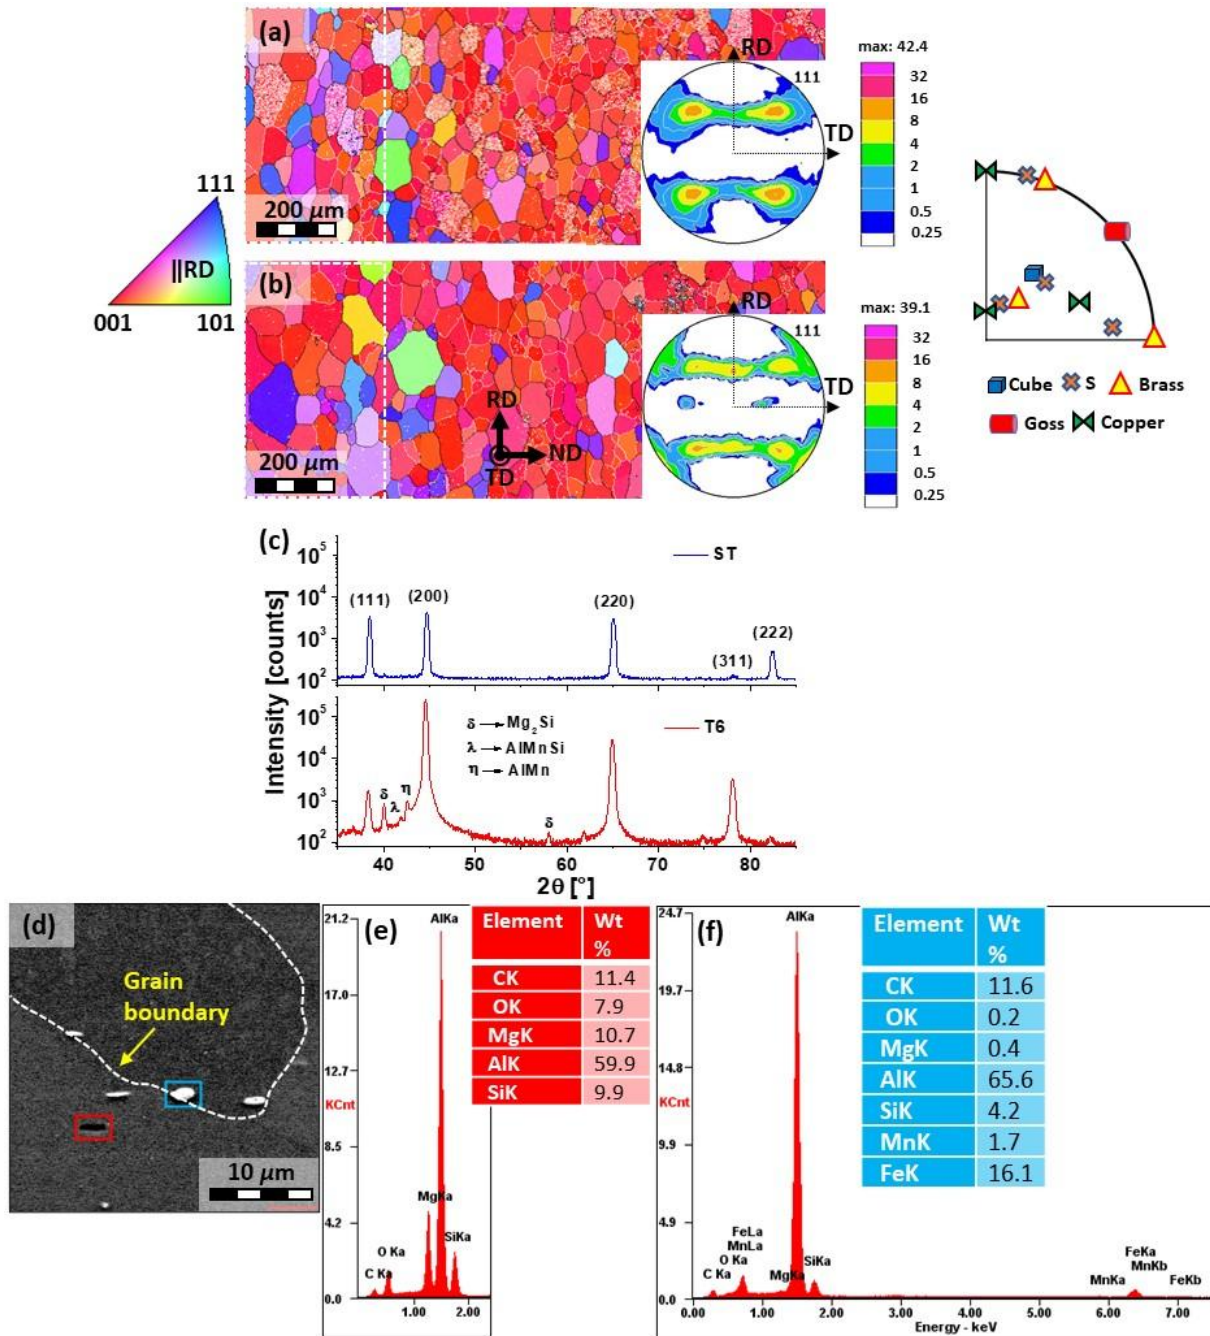 (a)
RD
111
TD
max: 42.4
32
16
8
4
2
1
0.5
0.25
200 µm
111
||RD
001
101
(b)
RD
111
TD
max: 39.1
32
16
8
4
2
1
0.5
0.25
RD
ND
TD
200 µm
Cube S Brass
Goss Copper
(c)
Intensity [counts]
10⁵
10⁴
10³
10²
ST
(111)
(200)
(220)
(311)
(222)
10⁵
10⁴
10³
10²
δ → Mg₂Si
λ → AlMnSi
η → AlMn
T6
δ
λ
η
δ
40 50 60 70 80
2θ [°]
(d)
Grain
boundary
10 µm
(e)
21.2
17.0
12.7
KCnt
8.5
4.2
0.0
AlKa
MgKa
SiKa
O Ka
C Ka
1.00 2.00
Element Wt %
CK 11.4
OK 7.9
MgK 10.7
AlK 59.9
SiK 9.9
(f)
24.7
19.7
14.8
KCnt
9.9
4.9
0.0
AlKa
FeLa
MnLa
O Ka
C Ka
MgKa
SiKa
FeKa
MnKb
MnKa
FeKb
0.00 1.00 2.00 3.00 4.00 5.00 6.00 7.00
Energy - keV
Element Wt %
CK 11.6
OK 0.2
MgK 0.4
AlK 65.6
SiK 4.2
MnK 1.7
FeK 16.1